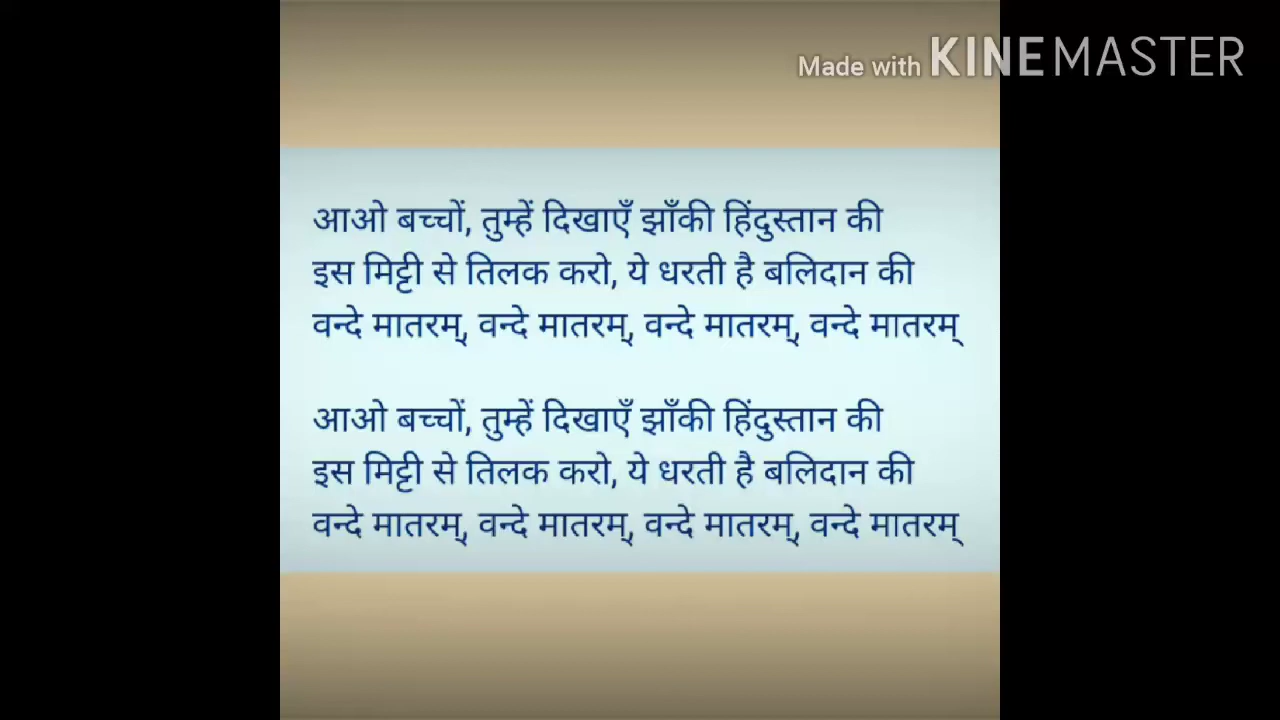 Made with KINEMASTER
आओ बच्चों, तुम्हें दिखाएँ झाँकी हिंदुस्तान की
इस मिट्टी से तिलक करो, ये धरती है बलिदान की
वन्दे मातरम्, वन्दे मातरम्, वन्दे मातरम्, वन्दे मातरम्
आओ बच्चों, तुम्हें दिखाएँ झाँकी हिंदुस्तान की
इस मिट्टी से तिलक करो, ये धरती है बलिदान की
वन्दे मातरम्, वन्दे मातरम्, वन्दे मातरम्, वन्दे मातरम्